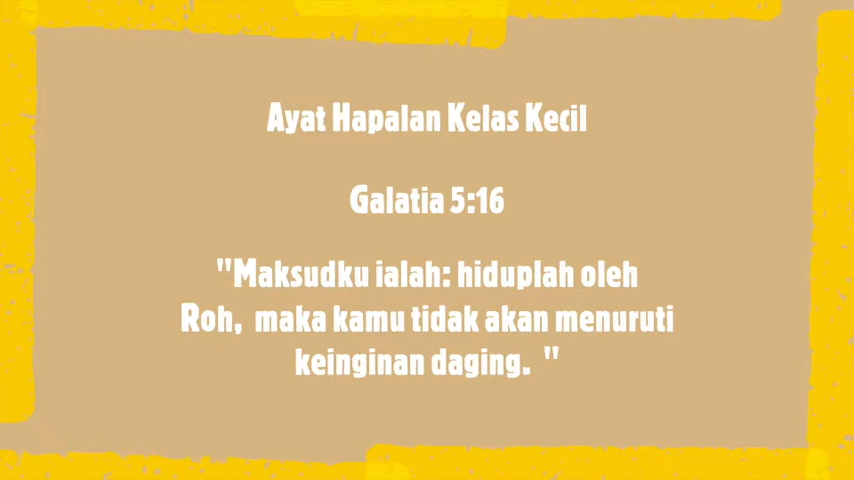 Ayat Hapalan Kelas Kecil
Galatia 5:16
"Maksudku ialah: hiduplah oleh
Roh, maka kamu tidak akan menuruti
keinginan daging. "